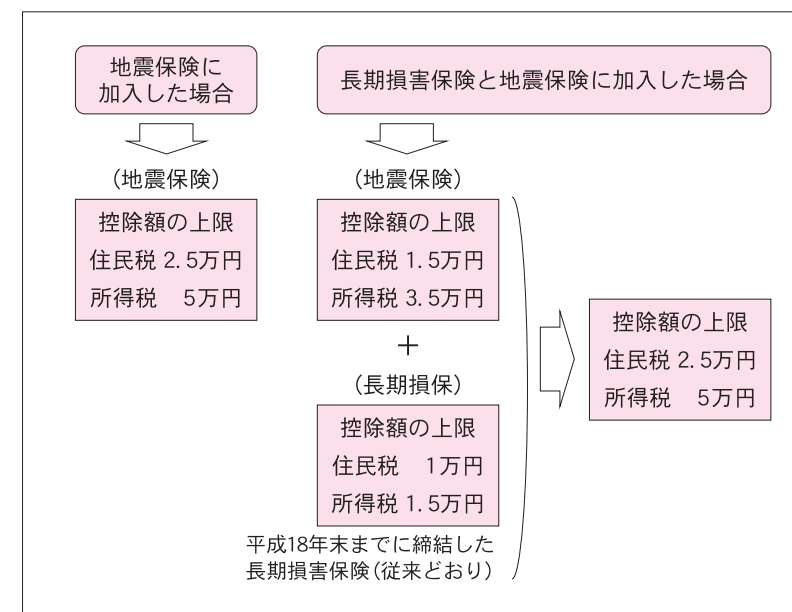 地震保険に
加入した場合
(地震保険)
控除額の上限
住民税 2.5万円
所得税 5万円
長期損害保険と地震保険に加入した場合
(地震保険)
控除額の上限
住民税 1.5万円
所得税 3.5万円
+
(長期損保)
控除額の上限
住民税 1万円
所得税 1.5万円
平成18年末までに締結した
長期損害保険(従来どおり)
控除額の上限
住民税 2.5万円
所得税 5万円